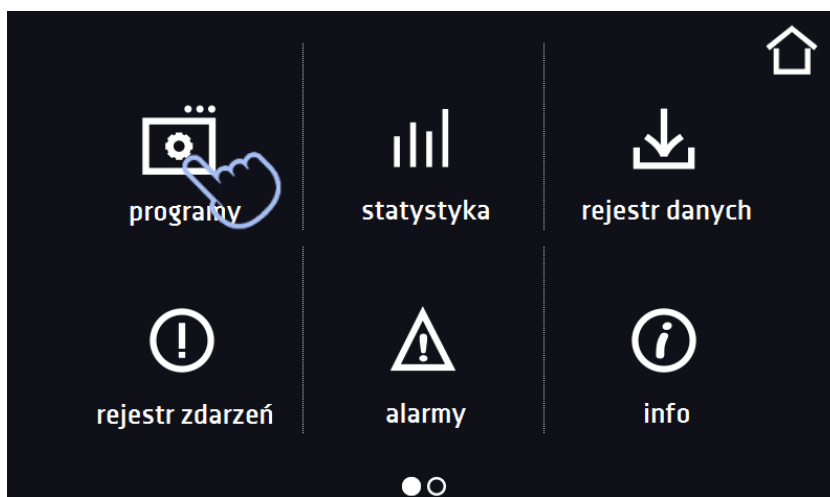 programy
statystyka
rejestr danych
rejestr zdarzeń
alarmy
info